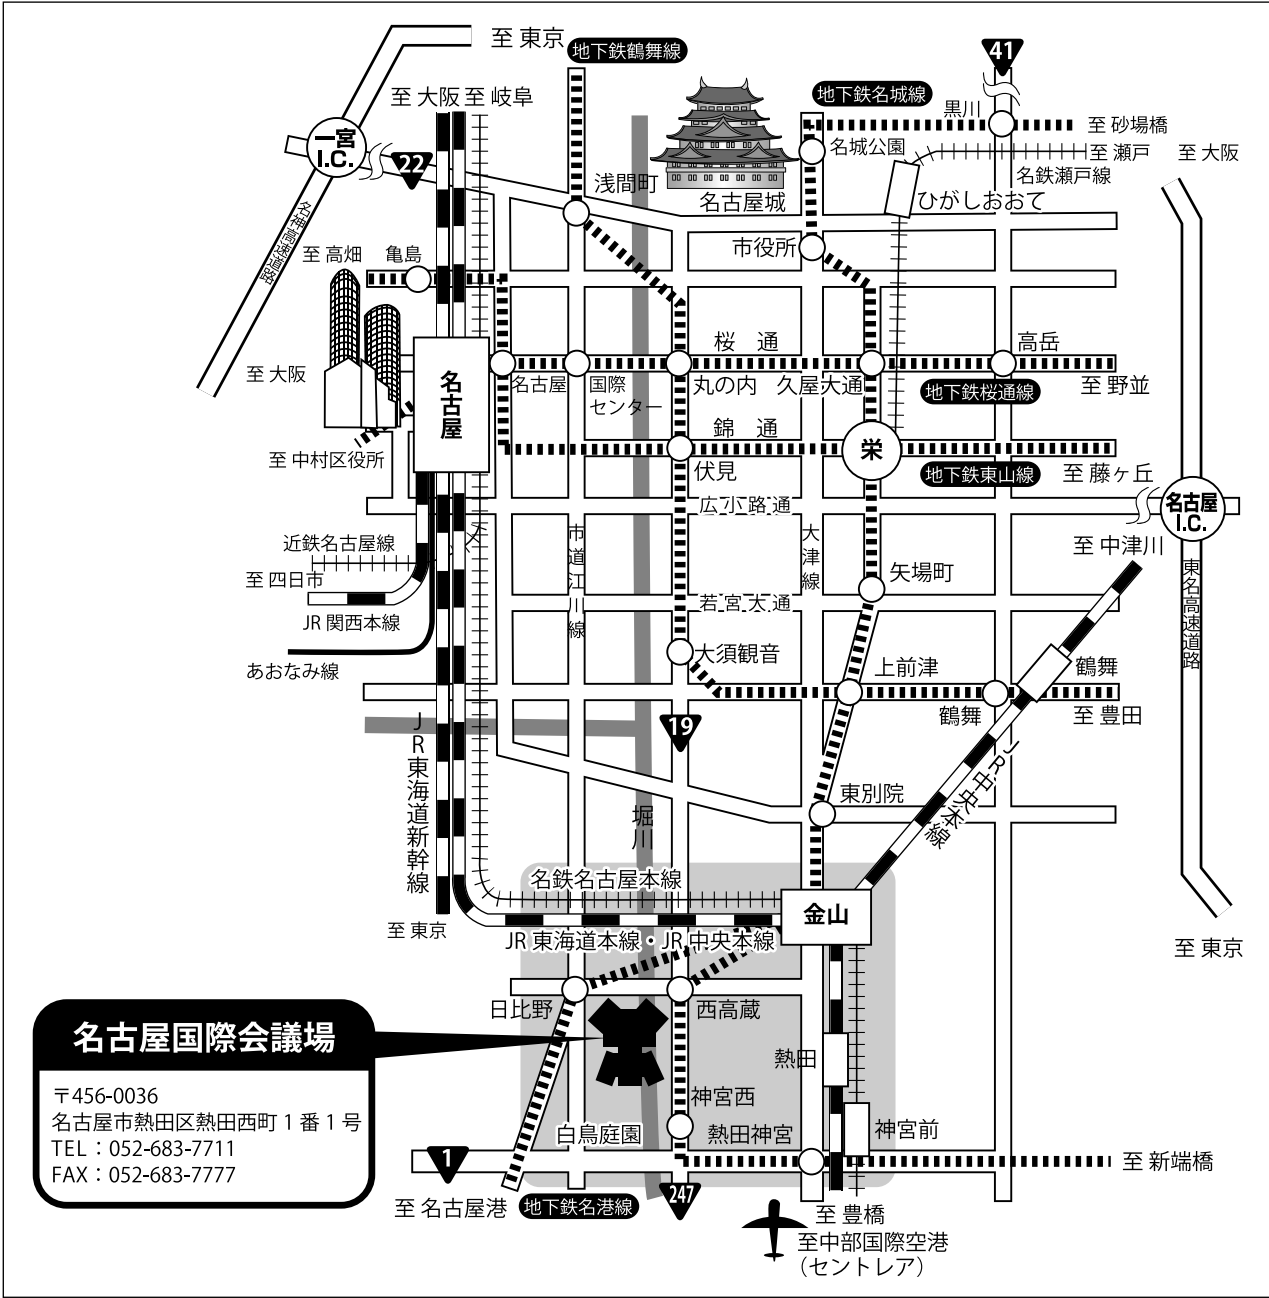 至 東京
地下鉄鶴舞線
41
至 大阪
至 岐阜
地下鉄名城線
黒川
至 砂場橋
一宮
I.C.
22
名城公園
至 瀬戸
至 大阪
名鉄瀬戸線
浅間町
名古屋城
ひがしおおて
名神高速道路
市役所
至 高畑
亀島
桜 通
高岳
至 大阪
名古屋
名古屋
国際
センター
丸の内
久屋大通
地下鉄桜通線
至 野並
錦 通
栄
至 中村区役所
伏見
地下鉄東山線
至 藤ヶ丘
広小路通
名古屋
I.C.
近鉄名古屋線
市道江川線
大津線
至 中津川
至 四日市
矢場町
東名高速道路
若宮大通
JR 関西本線
大須観音
上前津
鶴舞
あおなみ線
鶴舞
至 豊田
JR東海道新幹線
19
JR中央本線
東別院
堀川
名鉄名古屋本線
金山
至 東京
JR 東海道本線・JR 中央本線
至 東京
日比野
西高蔵
名古屋国際会議場
熱田
〒456-0036
名古屋市熱田区熱田西町 1 番 1 号
TEL：052-683-7711
FAX：052-683-7777
神宮西
白鳥庭園
熱田神宮
神宮前
1
至 新端橋
至 名古屋港
地下鉄名港線
247
至 豊橋
至中部国際空港
（セントレア）